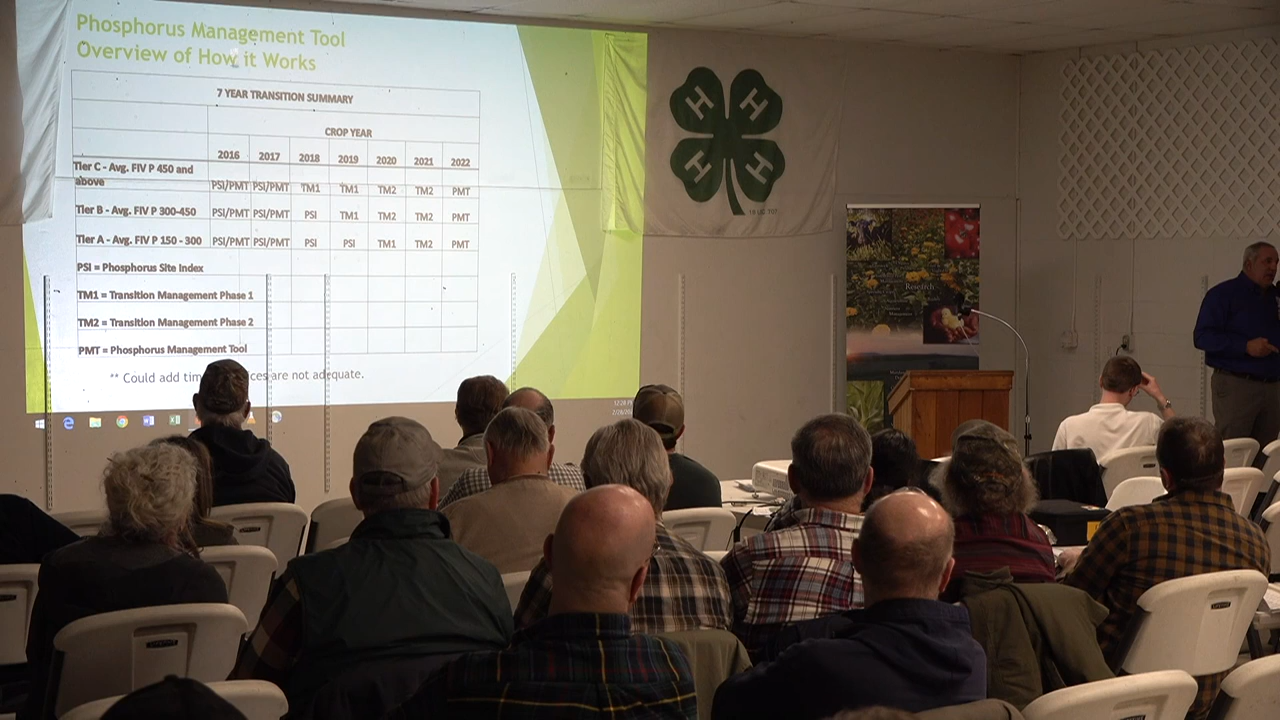 Phosphorus Management Tool
Overview of How it Works
7 YEAR TRANSITION SUMMARY
CROP YEAR
2016 2017 2018 2019 2020 2021 2022
Tier C - Avg. FIV P 450 and above PSI/PMT PSI/PMT TM1 TM1 TM2 TM2 PMT
Tier B - Avg. FIV P 300-450 PSI/PMT PSI/PMT PSI TM1 TM2 TM2 PMT
Tier A - Avg. FIV P 150 - 300 PSI/PMT PSI/PMT PSI PSI TM1 TM2 PMT
PSI = Phosphorus Site Index
TM1 = Transition Management Phase 1
TM2 = Transition Management Phase 2
PMT = Phosphorus Management Tool
** Could add are not adequate.
H H
H H
18 USC 707
Research